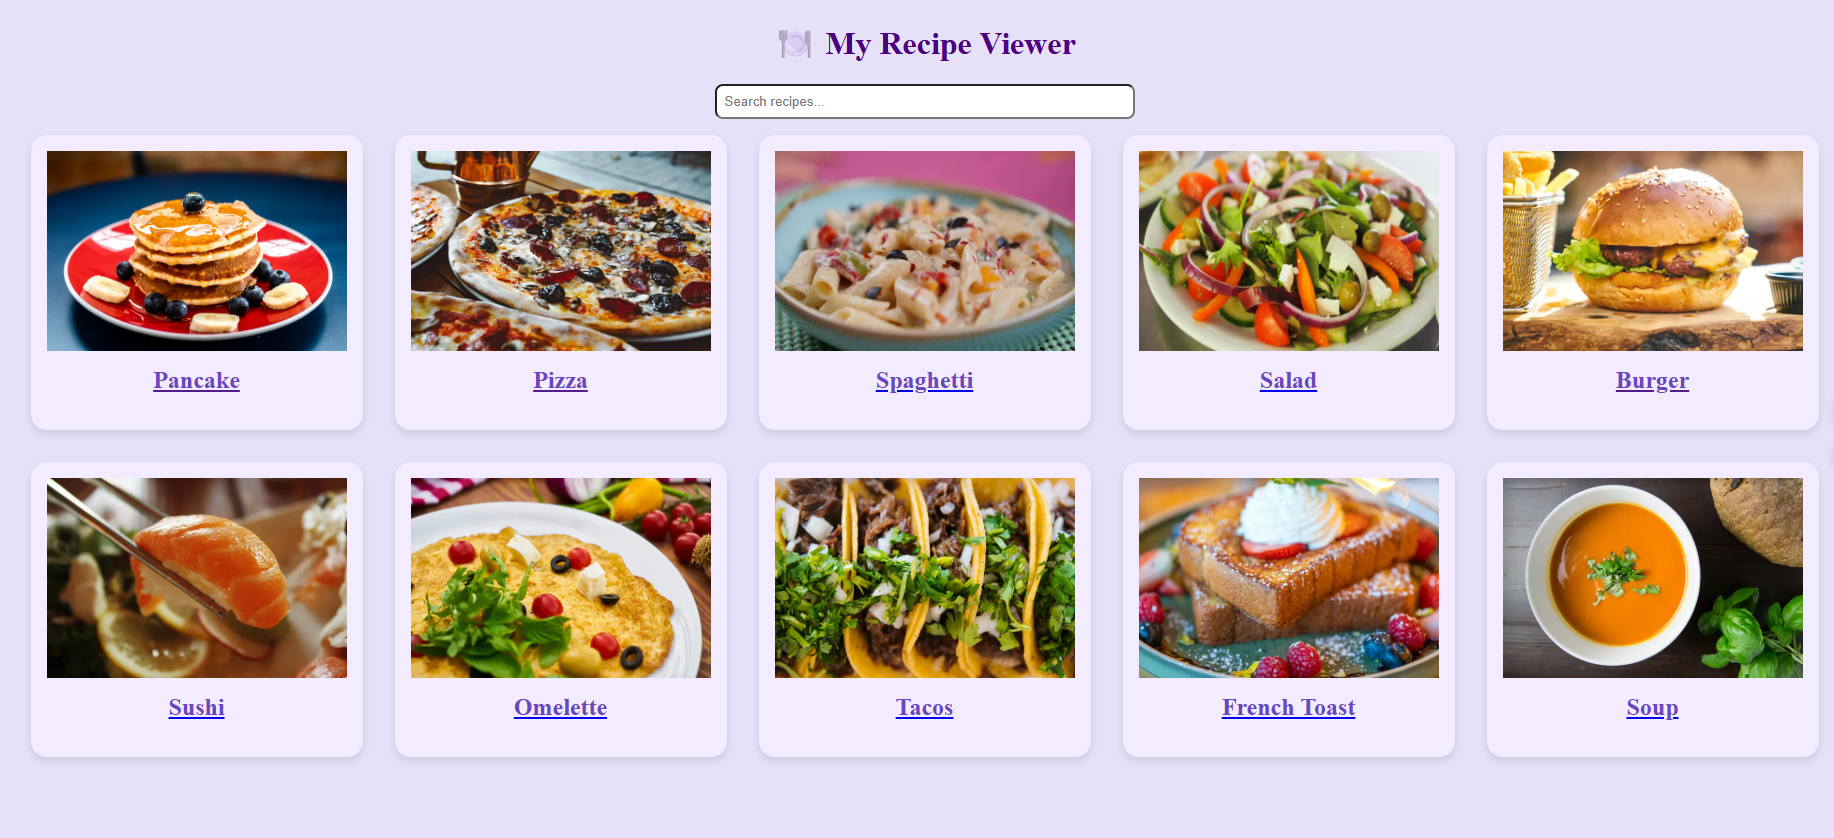 🍽️ My Recipe Viewer
Search recipes...
Pancake
Pizza
Spaghetti
Salad
Burger
Sushi
Omelette
Tacos
French Toast
Soup